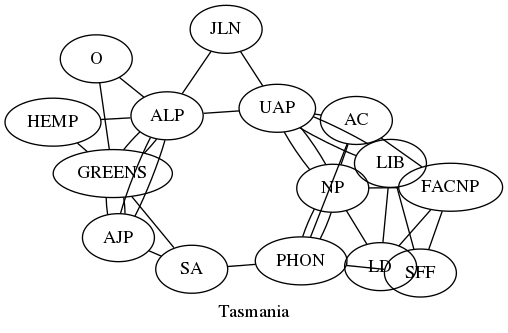 JLN
O
ALP
UAP
HEMP
AC
LIB
GREENS
NP
FACNP
AJP
SA
PHON
LD
SFF
Tasmania